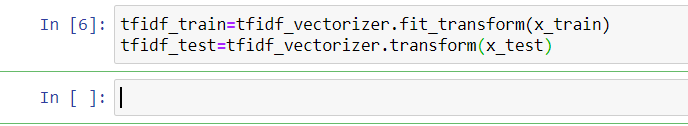 In [6]: tfidf_train=tfidf_vectorizer.fit_transform(x_train)
tfidf_test=tfidf_vectorizer.transform(x_test)
In [ ]: